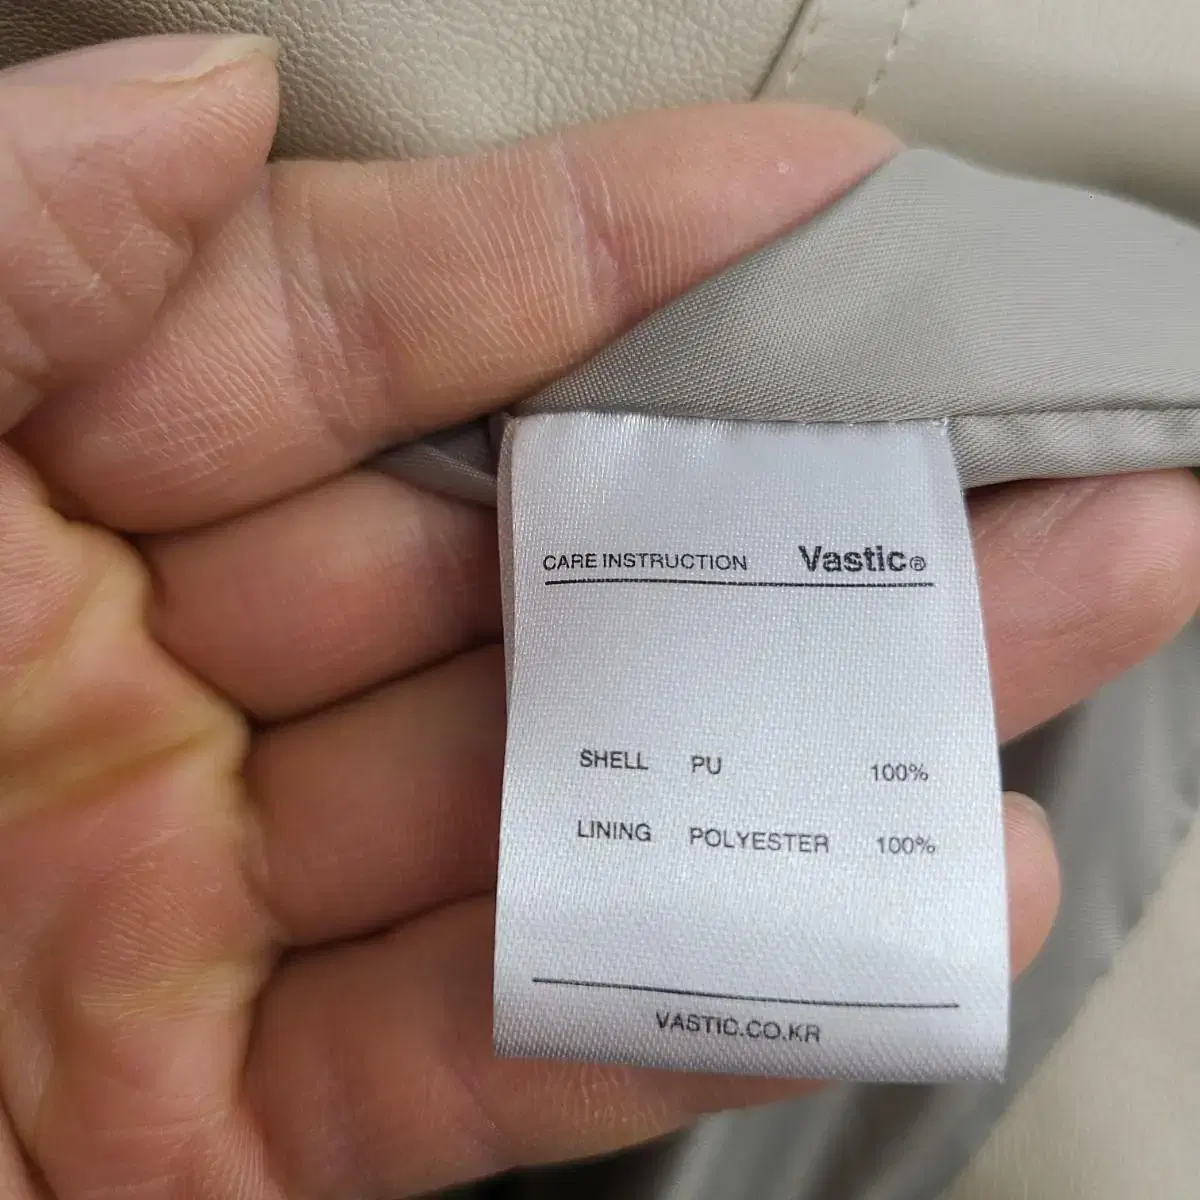 CARE INSTRUCTION Vastic®
SHELL PU 100%
LINING POLYESTER 100%
VASTIC.CO.KR